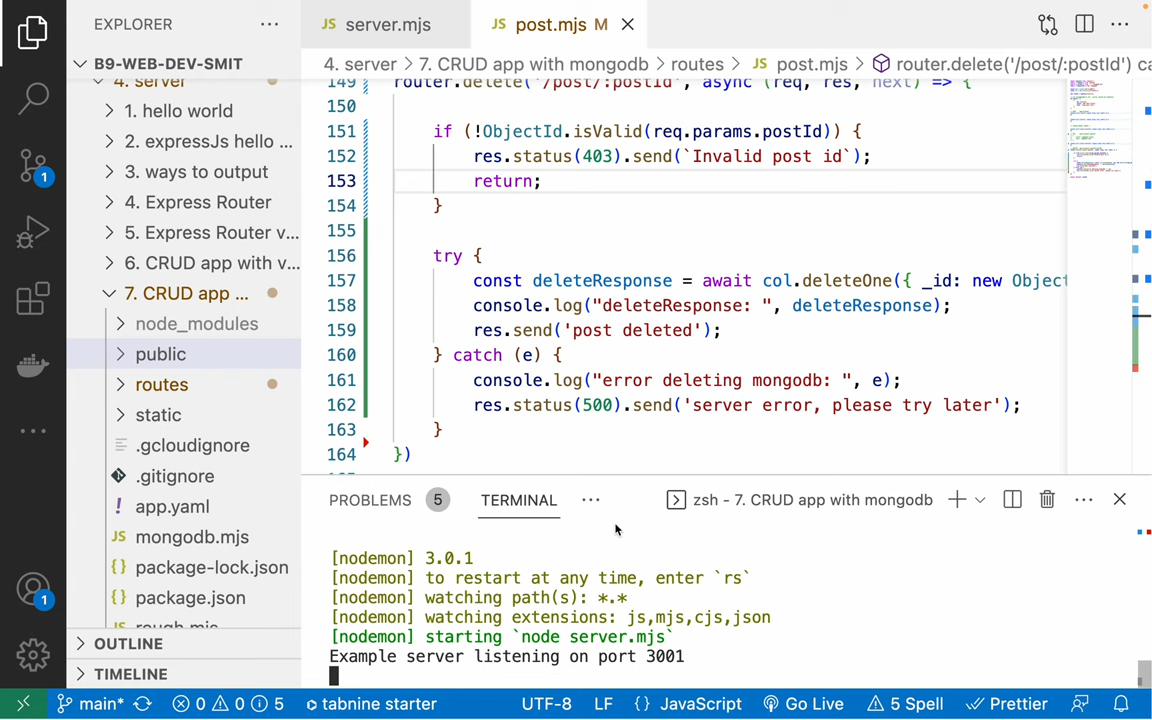 EXPLORER
B9-WEB-DEV-SMIT
4. server
1. hello world
2. expressJs hello ...
3. ways to output
4. Express Router
5. Express Router v...
6. CRUD app with v...
7. CRUD app ...
node_modules
public
routes
static
.gcloudignore
.gitignore
app.yaml
mongodb.mjs
package-lock.json
package.json
rough.mjs
OUTLINE
TIMELINE
JS server.mjs JS post.mjs M
4. server > 7. CRUD app with mongodb > routes > JS post.mjs > router.delete('/post/:postId') ca
149 router.delete('/post/:postId', async (req, res, next) => {
150
151 if (!ObjectId.isValid(req.params.postId)) {
152 res.status(403).send(`Invalid post id`);
153 return;
154 }
155
156 try {
157 const deleteResponse = await col.deleteOne({ _id: new Object
158 console.log("deleteResponse: ", deleteResponse);
159 res.send('post deleted');
160 } catch (e) {
161 console.log("error deleting mongodb: ", e);
162 res.status(500).send('server error, please try later');
163 }
164 })
PROBLEMS 5 TERMINAL ... zsh - 7. CRUD app with mongodb
[nodemon] 3.0.1
[nodemon] to restart at any time, enter `rs`
[nodemon] watching path(s): *.*
[nodemon] watching extensions: js,mjs,cjs,json
[nodemon] starting `node server.mjs`
Example server listening on port 3001
1
1
main* 0 0 5 tabnine starter UTF-8 LF {} JavaScript Go Live 5 Spell Prettier